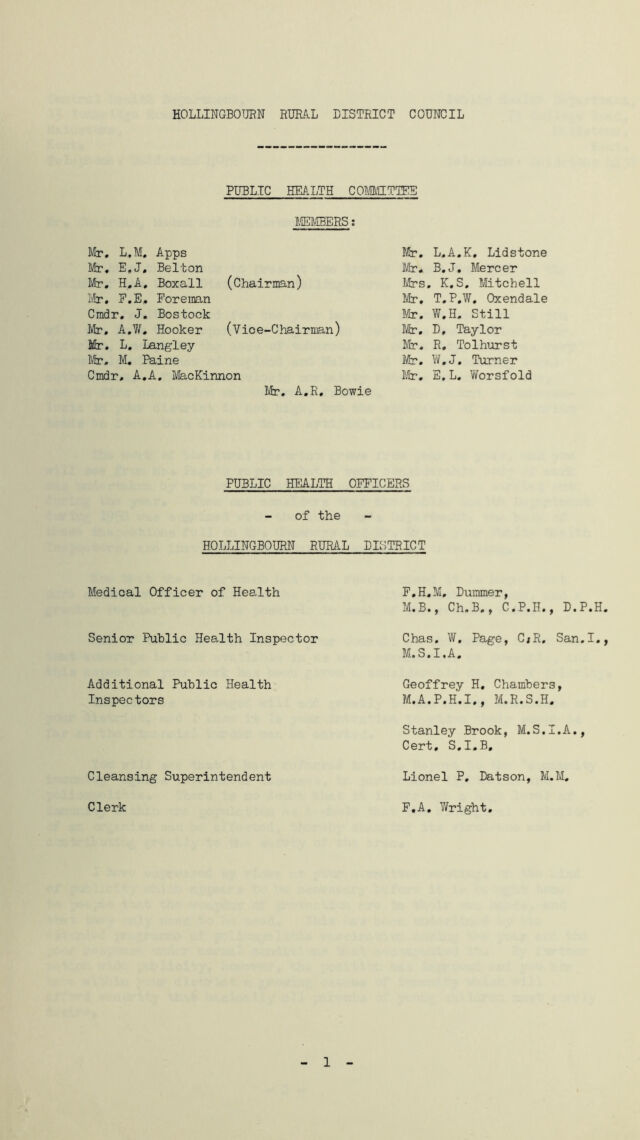 HOLLINGBOURN RURAL DISTRICT COUNCIL
PUBLIC HEALTH COMMITTEE
MEMBERS:
Mr. L.M. Apps Mr. L.A.K. Lidstone
Mr. E.J. Belton Mr. B.J. Mercer
Mr. H.A. Boxall (Chairman) Mrs. K.S. Mitchell
Mr. F.E. Foreman Mr. T.P.W. Oxendale
Cmdr. J. Bostock Mr. W.H. Still
Mr. A.W. Hooker (Vice-Chairman) Mr. D. Taylor
Mr. L. Langley Mr. R. Tolhurst
Mr. M. Paine Mr. W.J. Turner
Cmdr. A.A. MacKinnon Mr. E.L. Worsfold
Mr. A.R. Bowie
PUBLIC HEALTH OFFICERS
- of the -
HOLLINGBOURN RURAL DISTRICT
Medical Officer of Health F.H.M. Dummer,
M.B., Ch.B., C.P.H., D.P.H.
Senior Public Health Inspector Chas. W. Page, C.R. San.I.,
M.S.I.A.
Additional Public Health Geoffrey H. Chambers,
Inspectors M.A.P.H.I., M.R.S.H.
Stanley Brook, M.S.I.A.,
Cert. S.I.B.
Cleansing Superintendent Lionel P. Datson, M.M.
Clerk F.A. Wright.
- 1 -